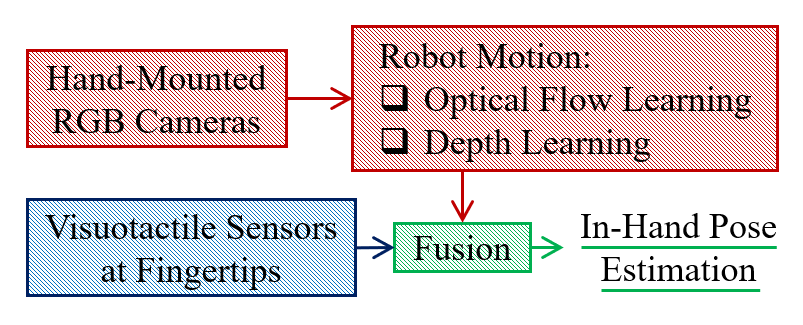 Hand-Mounted
RGB Cameras
Robot Motion:
❑ Optical Flow Learning
❑ Depth Learning
Visuotactile Sensors
at Fingertips
Fusion
In-Hand Pose
Estimation